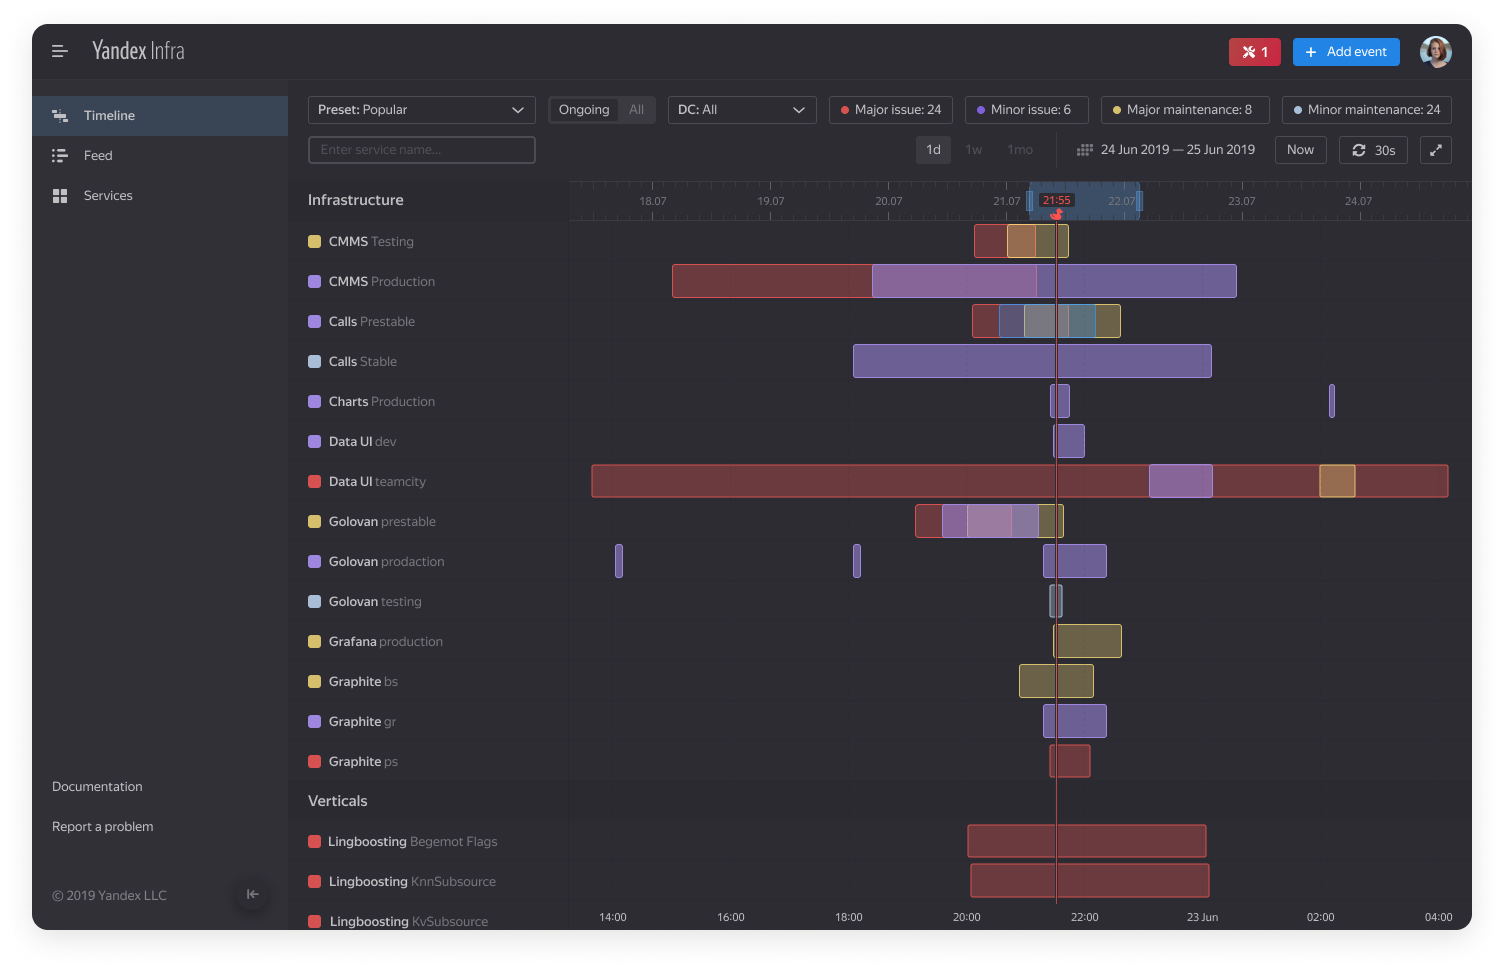 Yandex Infra
1
+ Add event
Timeline
Feed
Services
Documentation
Report a problem
© 2019 Yandex LLC
Preset: Popular
Ongoing All
DC: All
Major issue: 24
Minor issue: 6
Major maintenance: 8
Minor maintenance: 24
Enter service name...
1d 1w 1mo
24 Jun 2019 — 25 Jun 2019
Now
30s
Infrastructure
18.07 19.07 20.07 21.07 21:55 22.07 23.07 24.07
CMMS Testing
CMMS Production
Calls Prestable
Calls Stable
Charts Production
Data UI dev
Data UI teamcity
Golovan prestable
Golovan prodaction
Golovan testing
Grafana production
Graphite bs
Graphite gr
Graphite ps
Verticals
Lingboosting Begemot Flags
Lingboosting KnnSubsource
Lingboosting KvSubsource
14:00 16:00 18:00 20:00 22:00 23 Jun 02:00 04:00